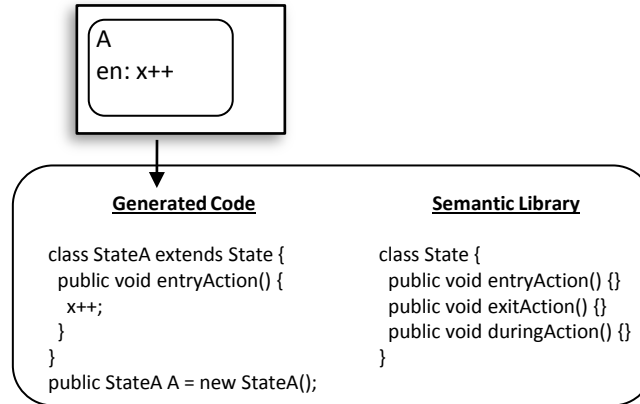 A
en: x++
Generated Code
class StateA extends State {
public void entryAction() {
x++;
}
}
public StateA A = new StateA();
Semantic Library
class State {
public void entryAction() {}
public void exitAction() {}
public void duringAction() {}
}